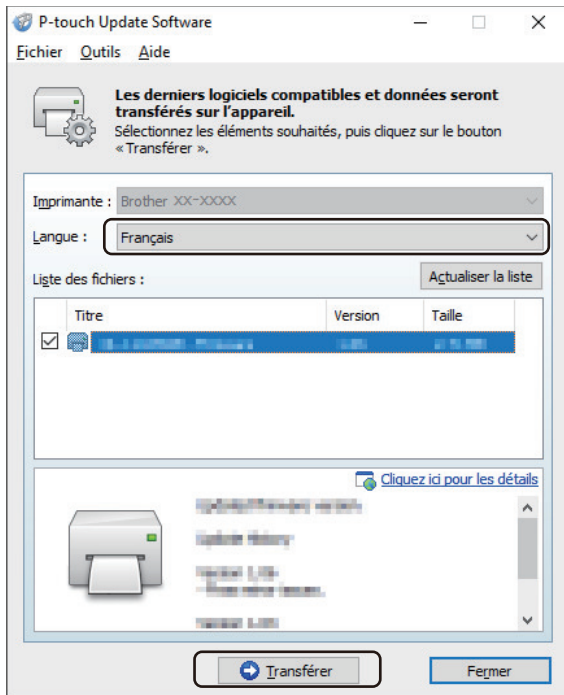 P-touch Update Software
Fichier Outils Aide
Les derniers logiciels compatibles et données seront
transférés sur l'appareil.
Sélectionnez les éléments souhaités, puis cliquez sur le bouton
« Transférer ».
Imprimante : Brother XX-XXXX
Langue : Français
Liste des fichiers : Actualiser la liste
Titre Version Taille
Cliquez ici pour les détails
Transférer Fermer